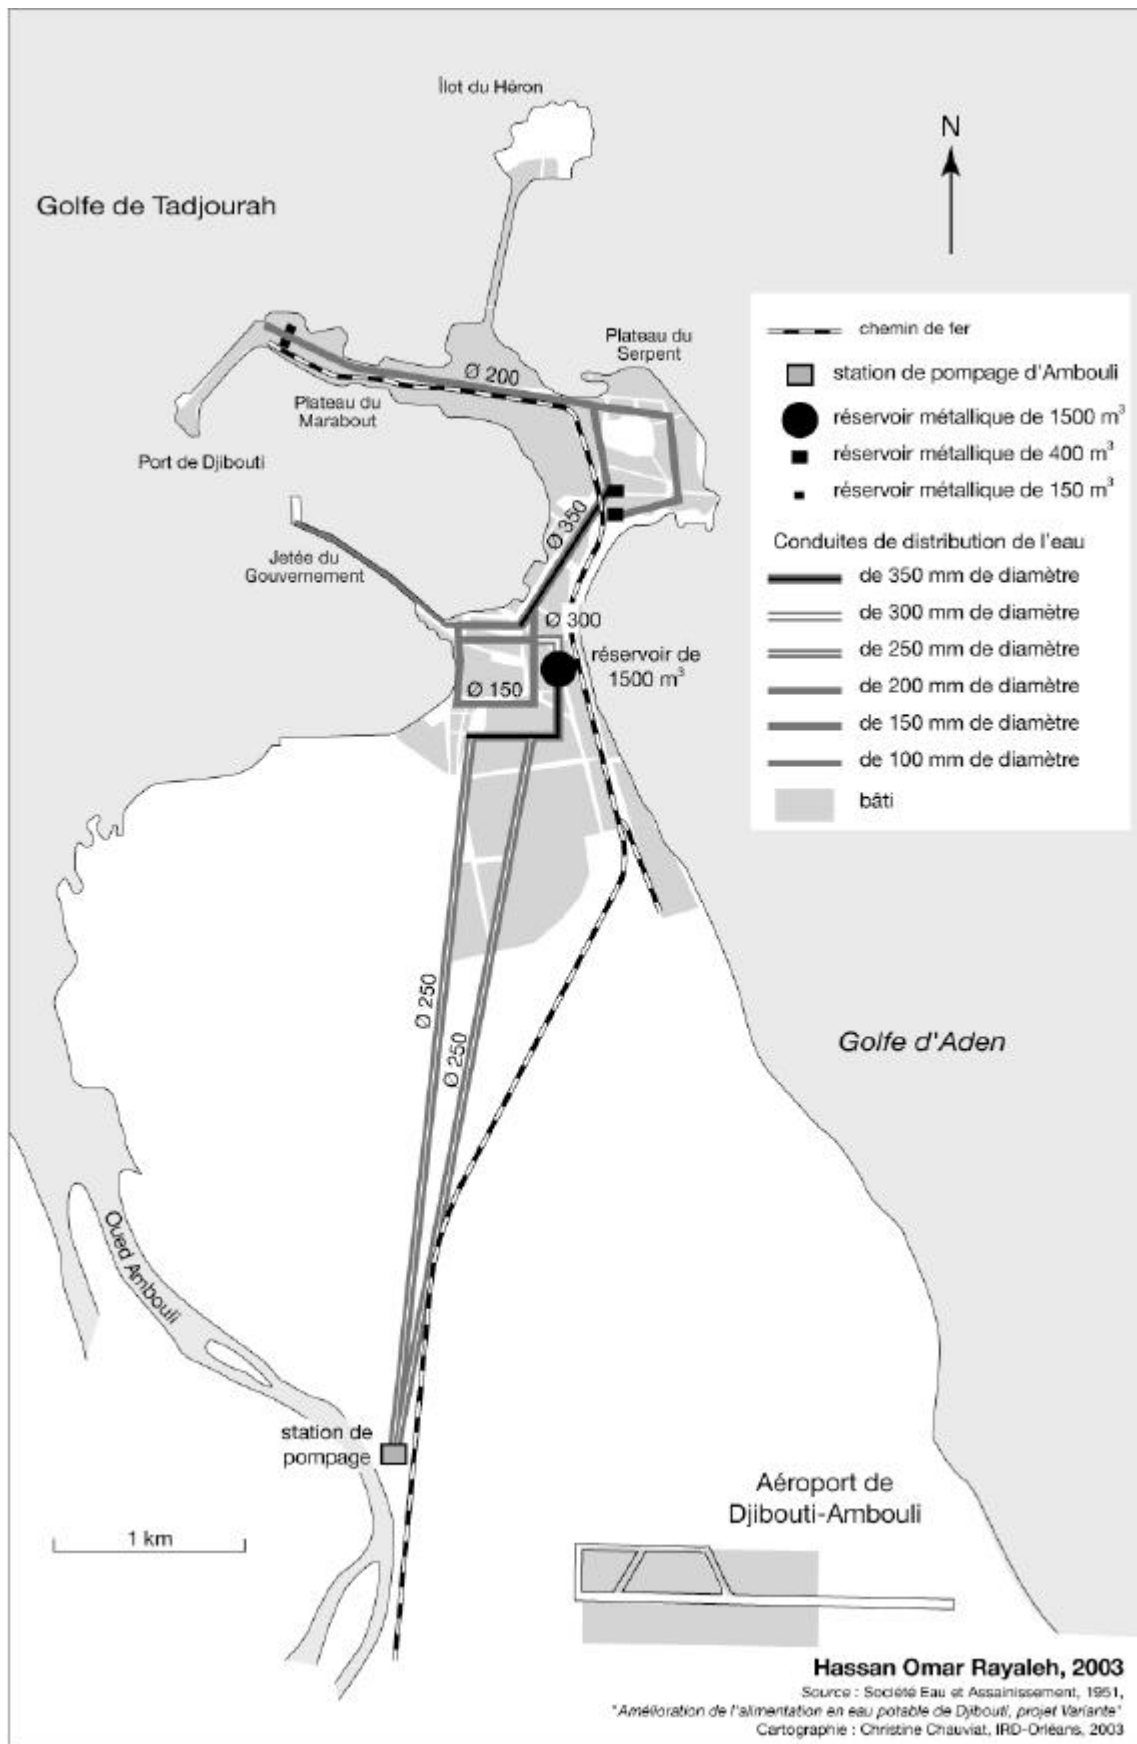 Îlot du Héron
N
Golfe de Tadjourah
Plateau du
Serpent
Ø 200
Plateau du
Marabout
Port de Djibouti
Ø 350
Jetée du
Gouvernement
Ø 300
réservoir de
1500 m³
Ø 150
chemin de fer
station de pompage d'Ambouli
réservoir métallique de 1500 m³
réservoir métallique de 400 m³
réservoir métallique de 150 m³
Conduites de distribution de l'eau
de 350 mm de diamètre
de 300 mm de diamètre
de 250 mm de diamètre
de 200 mm de diamètre
de 150 mm de diamètre
de 100 mm de diamètre
bâti
Ø 250
Ø 250
Golfe d'Aden
Oued Ambouli
station de
pompage
1 km
Aéroport de
Djibouti-Ambouli
Hassan Omar Rayaleh, 2003
Source : Société Eau et Assainissement, 1951,
"Amélioration de l'alimentation en eau potable de Djibouti, projet Variante"
Cartographie : Christine Chauviat, IRD-Orléans, 2003